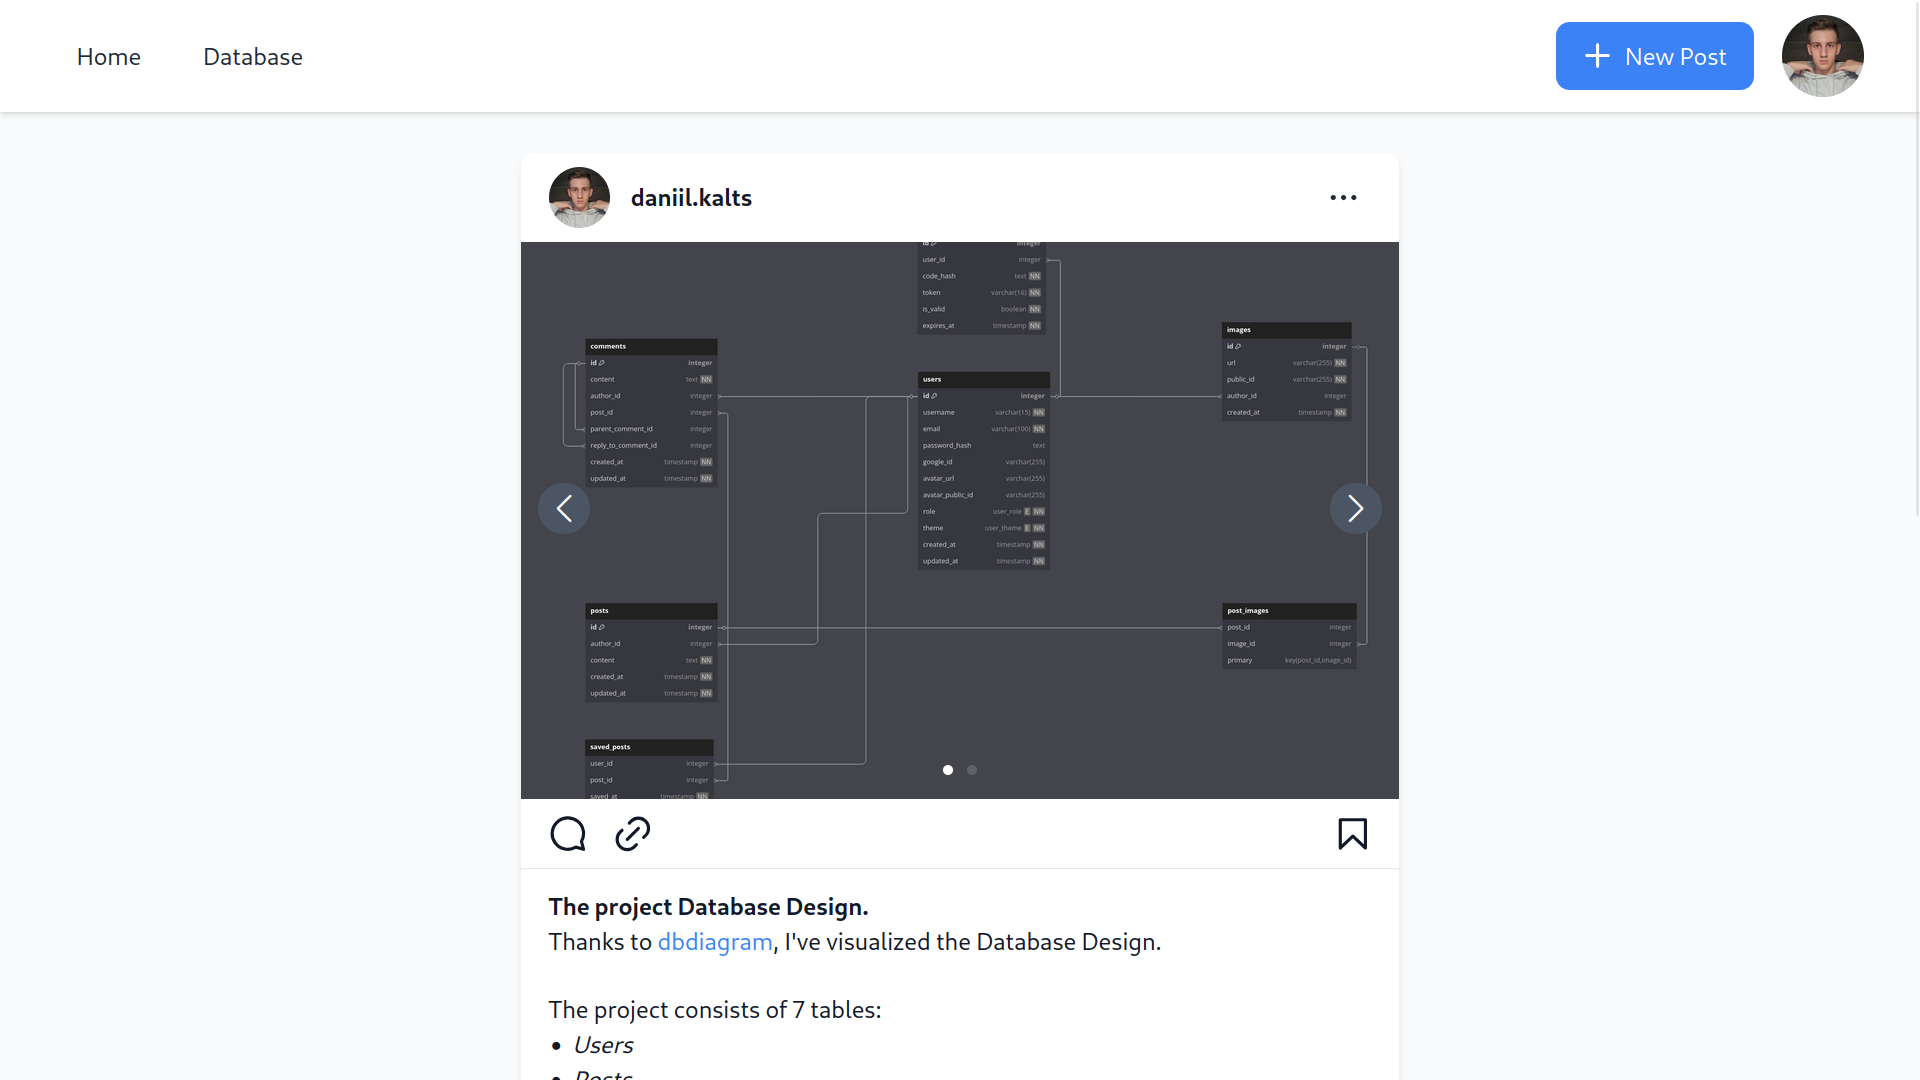 Home Database + New Post
daniil.kalts
id integer
user_id integer
code_hash text NN
token varchar(16) NN
is_valid boolean NN
expires_at timestamp NN
comments
id integer
content text NN
author_id integer
post_id integer
parent_comment_id integer
reply_to_comment_id integer
created_at timestamp NN
updated_at timestamp NN
users
id integer
username varchar(15) NN
email varchar(100) NN
password_hash text
google_id varchar(255)
avatar_url varchar(255)
avatar_public_id varchar(255)
role user_role E NN
theme user_theme E NN
created_at timestamp NN
updated_at timestamp NN
images
id integer
url varchar(255) NN
public_id varchar(255) NN
author_id integer
created_at timestamp NN
posts
id integer
author_id integer
content text NN
created_at timestamp NN
updated_at timestamp NN
post_images
post_id integer
image_id integer
primary key(post_id,image_id)
saved_posts
user_id integer
post_id integer
saved_at timestamp NN
The project Database Design.
Thanks to dbdiagram, I've visualized the Database Design.
The project consists of 7 tables:
• Users
• Posts